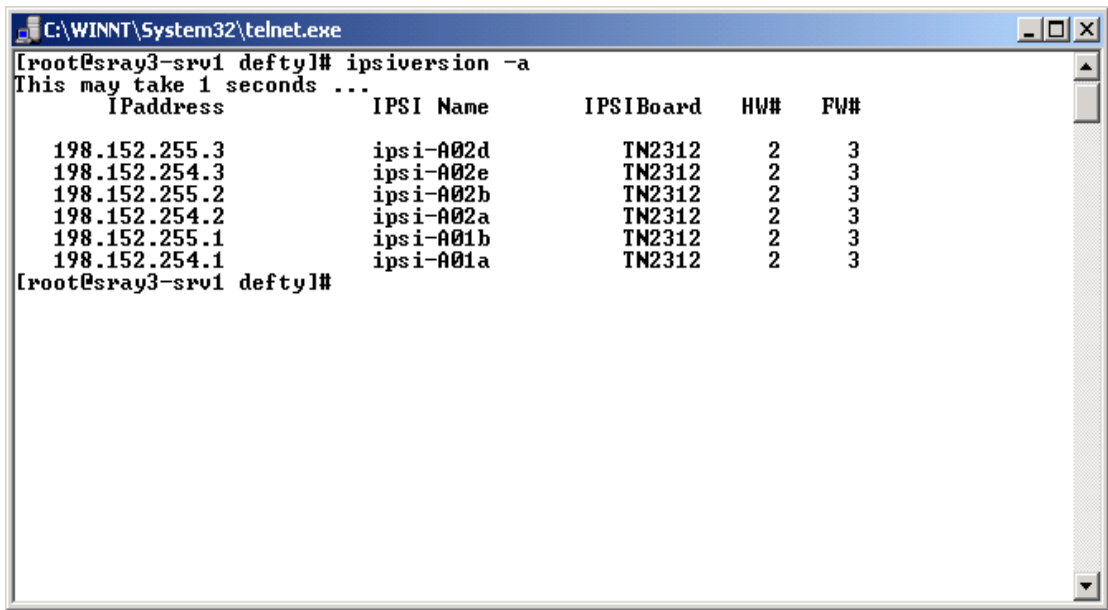 C:\WINNT\System32\telnet.exe
[root@sray3-srv1 defty]# ipsiversion -a
This may take 1 seconds ...
IPaddress IPSI Name IPSIBoard HW# FW#
198.152.255.3 ipsi-A02d TN2312 2 3
198.152.254.3 ipsi-A02e TN2312 2 3
198.152.255.2 ipsi-A02b TN2312 2 3
198.152.254.2 ipsi-A02a TN2312 2 3
198.152.255.1 ipsi-A01b TN2312 2 3
198.152.254.1 ipsi-A01a TN2312 2 3
[root@sray3-srv1 defty]#